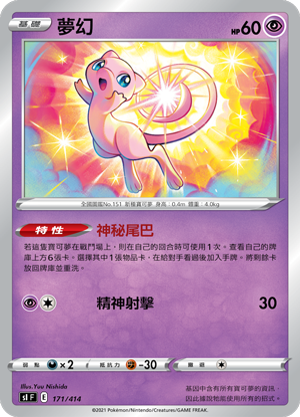 基礎 夢幻 HP60
全國圖鑑No.151 新種寶可夢 身高：0.4m 體重：4.0kg
特性 神秘尾巴
若這隻寶可夢在戰鬥場上，則在自己的回合時可使用1次。查看自己的牌
庫上方6張卡。選擇其中1張物品卡，在給對手看過後加入手牌。將剩餘卡
放回牌庫並重洗。
精神射擊 30
弱點 ×2 抵抗力 -30 撤退
Illus. Yuu Nishida
sI F E 171/414
基因中含有所有寶可夢的資訊，
因此據說牠能使用所有的招式。
©2021 Pokémon/Nintendo/Creatures/GAME FREAK.